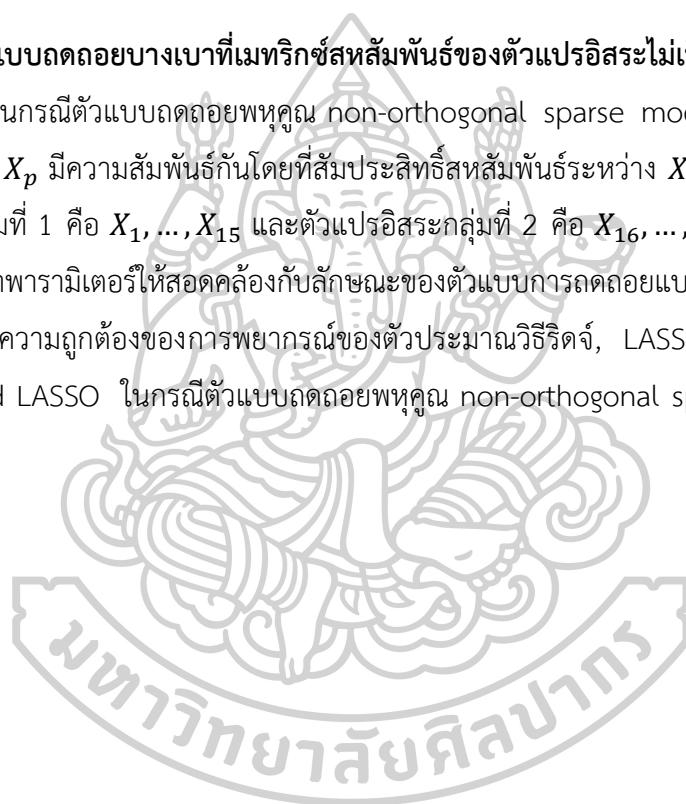 แบบถดถอยบางเบาที่เมทริกซ์สหสัมพันธ์ของตัวแปรอิสระไม่เ
นกรณีตัวแบบถดถอยพหุคูณ non-orthogonal sparse mo
X_p มีความสัมพันธ์กันโดยที่สัมประสิทธิ์สหสัมพันธ์ระหว่าง X
มที่ 1 คือ X_1, … , X_15 และตัวแปรอิสระกลุ่มที่ 2 คือ X_16, … ,
าพารามิเตอร์ให้สอดคล้องกับลักษณะของตัวแบบการถดถอยแบ
ความถูกต้องของการพยากรณ์ของตัวประมาณวิธีริดจ์, LASS
d LASSO ในกรณีตัวแบบถดถอยพหุคูณ non-orthogonal s
มหาวิทยาลัยศิลปากร